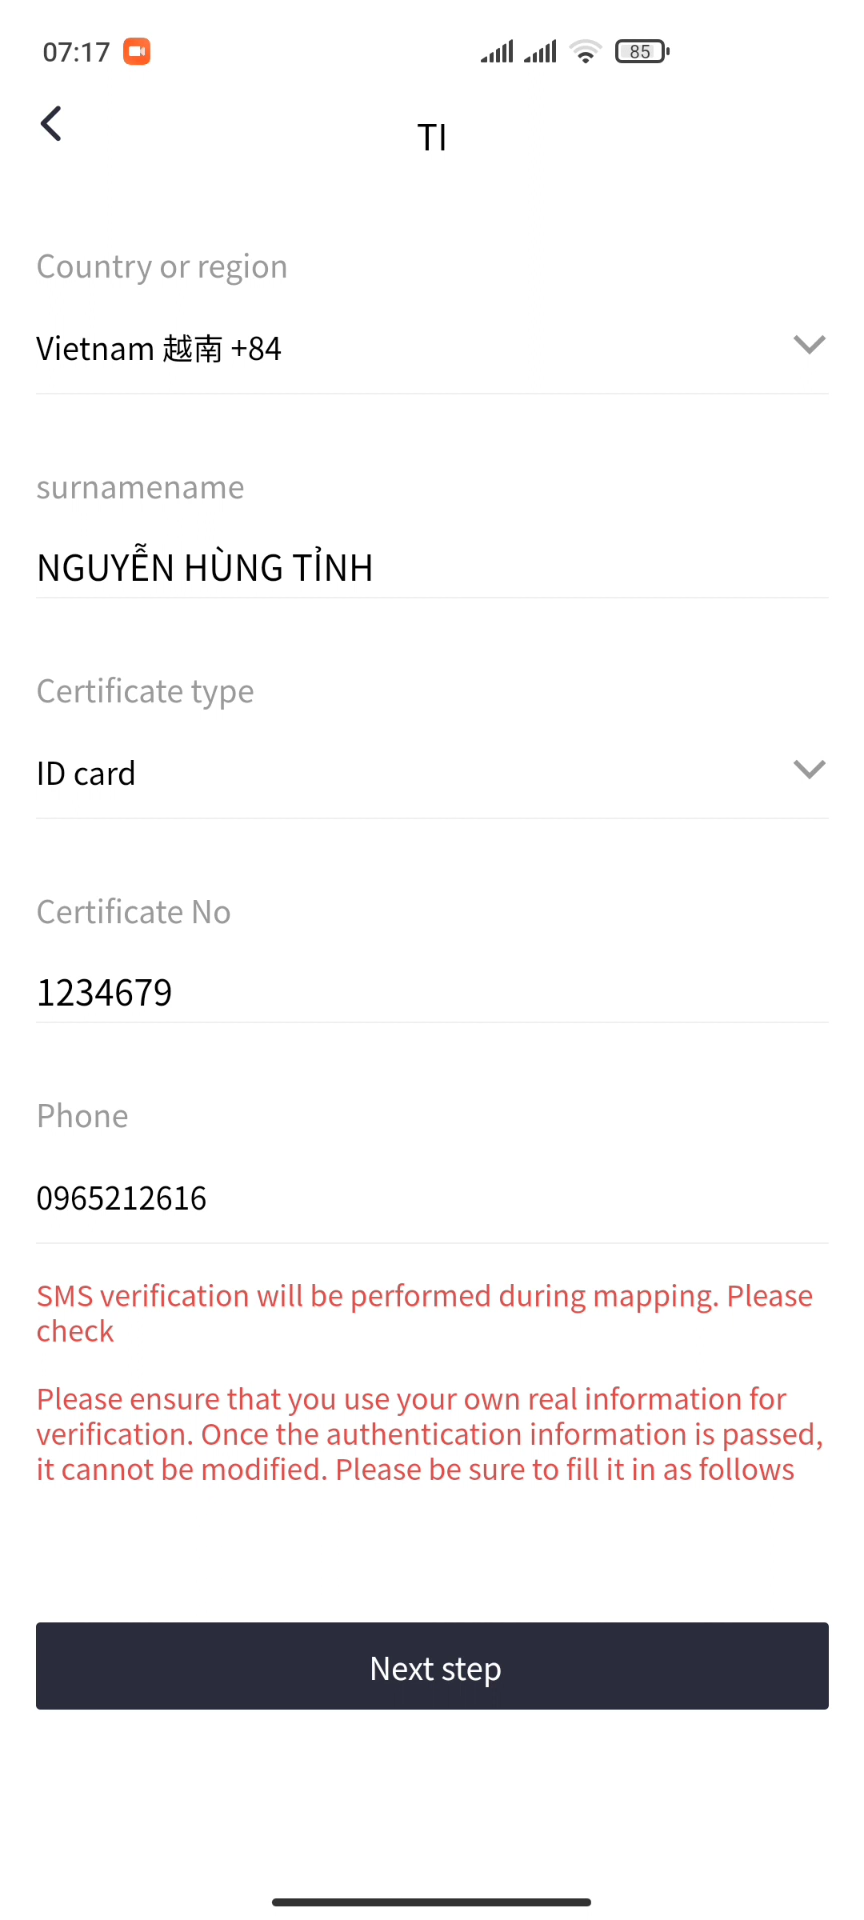 07:17
85
TI
Country or region
Vietnam 越南 +84
surnamename
NGUYỄN HÙNG TỈNH
Certificate type
ID card
Certificate No
1234679
Phone
0965212616
SMS verification will be performed during mapping. Please
check
Please ensure that you use your own real information for
verification. Once the authentication information is passed,
it cannot be modified. Please be sure to fill it in as follows
Next step